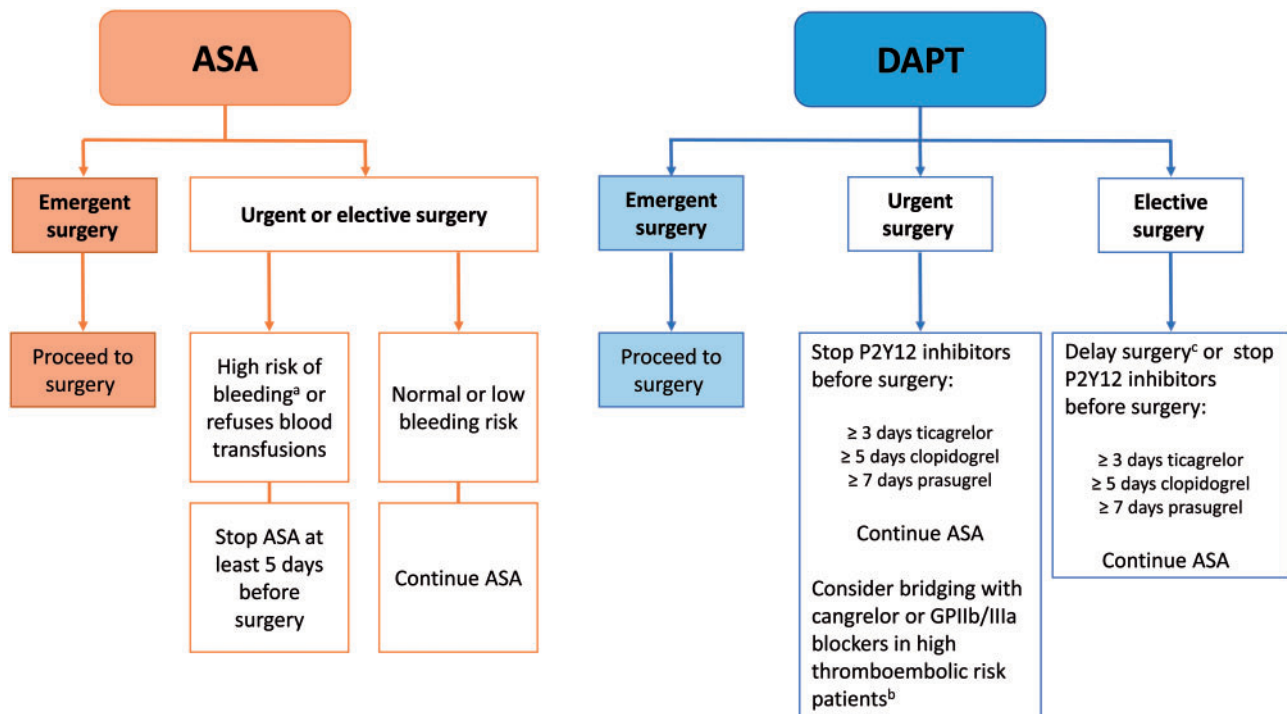 ASA
Emergent
surgery
Urgent or elective surgery
Proceed to
surgery
High risk of
bleedingᵃ or
refuses blood
transfusions
Normal or low
bleeding risk
Stop ASA at
least 5 days
before
surgery
Continue ASA
DAPT
Emergent
surgery
Urgent
surgery
Elective
surgery
Proceed to
surgery
Stop P2Y12 inhibitors
before surgery:
≥ 3 days ticagrelor
≥ 5 days clopidogrel
≥ 7 days prasugrel
Continue ASA
Consider bridging with
cangrelor or GPIIb/IIIa
blockers in high
thromboembolic risk
patientsᵇ
Delay surgeryᶜ or stop
P2Y12 inhibitors
before surgery:
≥ 3 days ticagrelor
≥ 5 days clopidogrel
≥ 7 days prasugrel
Continue ASA